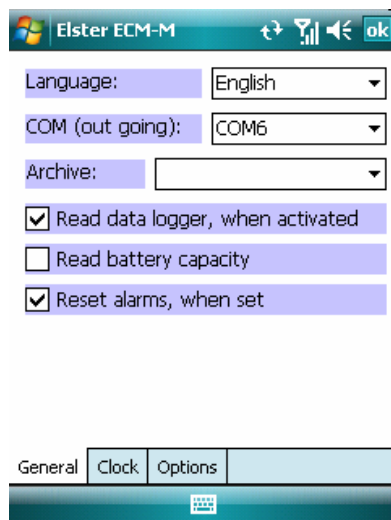 Elster ECM-M
ok
Language: English
COM (out going): COM6
Archive:
Read data logger, when activated
Read battery capacity
Reset alarms, when set
General Clock Options